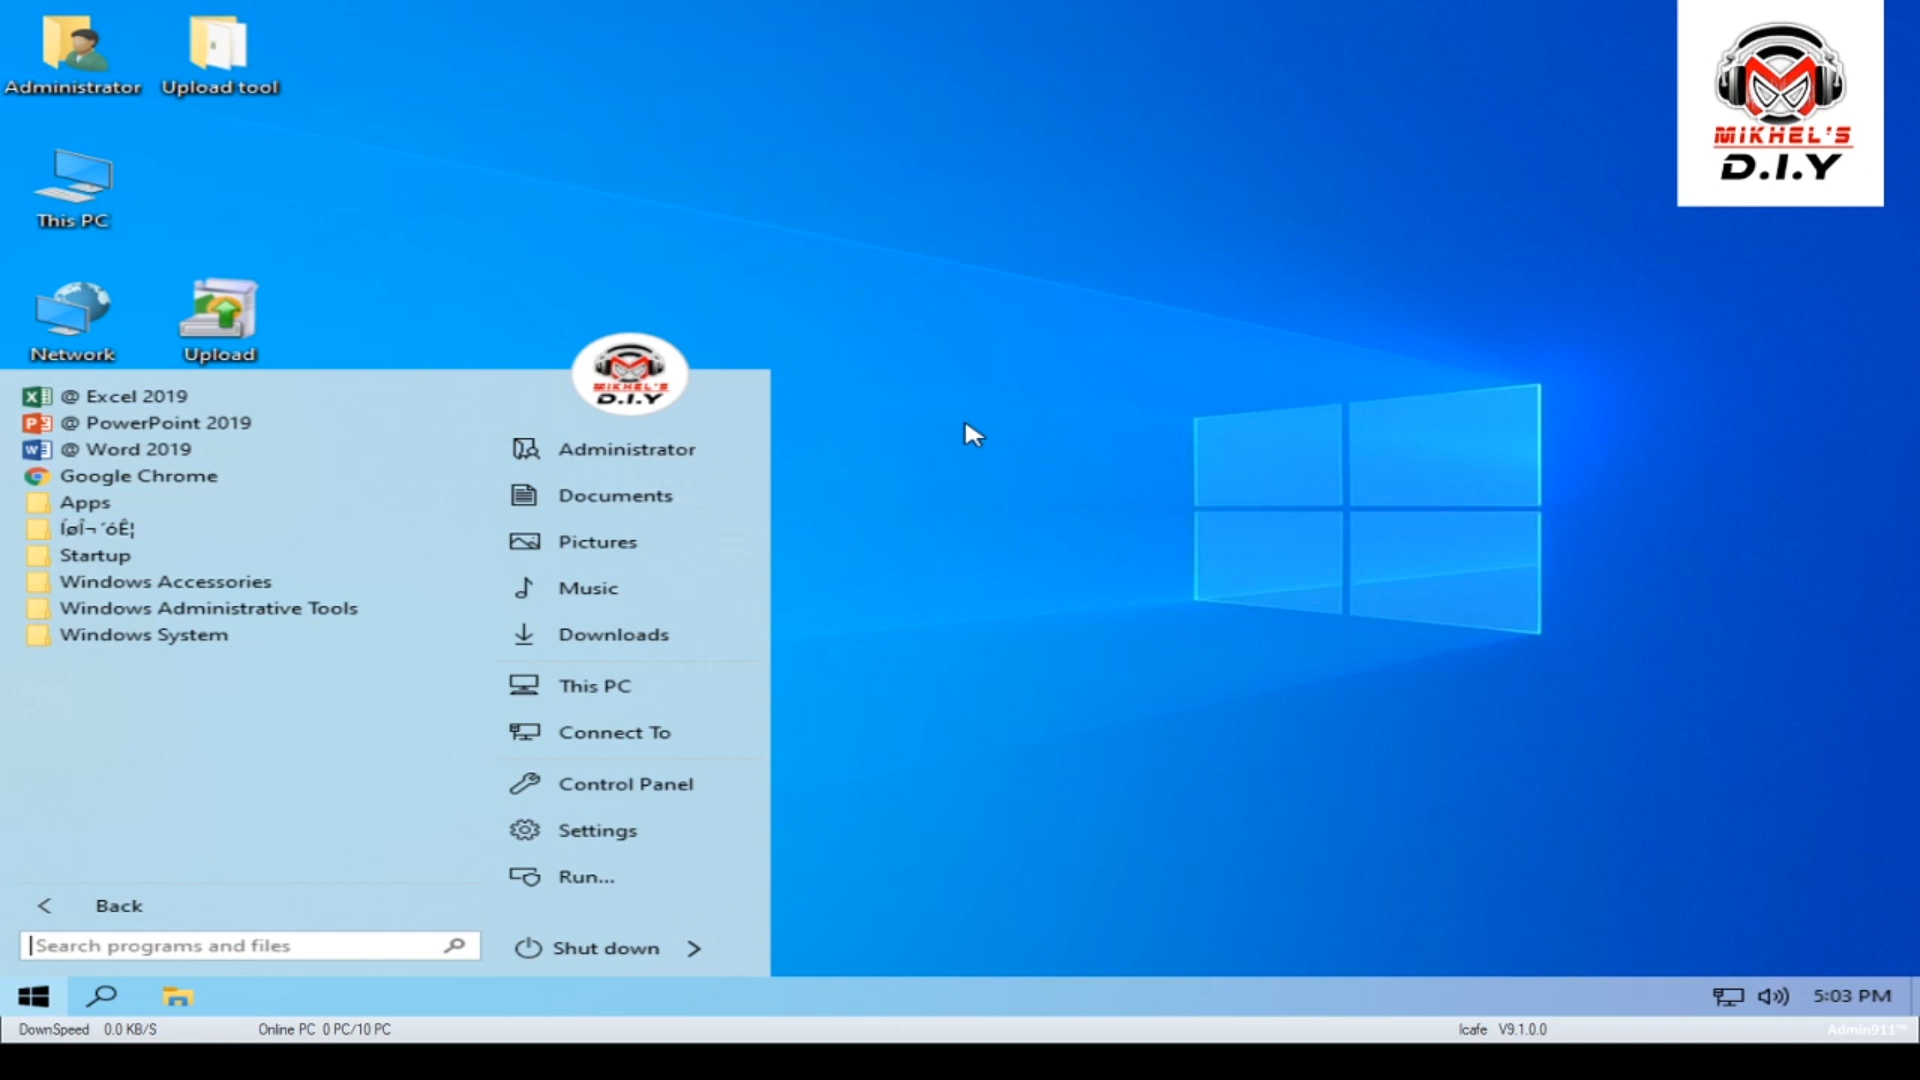 Administrator
Upload tool
This PC
Network
Upload
MIKHEL'S
D.I.Y
MIKHEL'S
D.I.Y
@ Excel 2019
@ PowerPoint 2019
@ Word 2019
Google Chrome
Apps
ÍøÎ¬´óÊ¦
Startup
Windows Accessories
Windows Administrative Tools
Windows System
Back
Search programs and files
Administrator
Documents
Pictures
Music
Downloads
This PC
Connect To
Control Panel
Settings
Run...
Shut down
5:03 PM
DownSpeed 0.0 KB/S
Online PC 0 PC/10 PC
Icafe V9.1.0.0
Admin911™